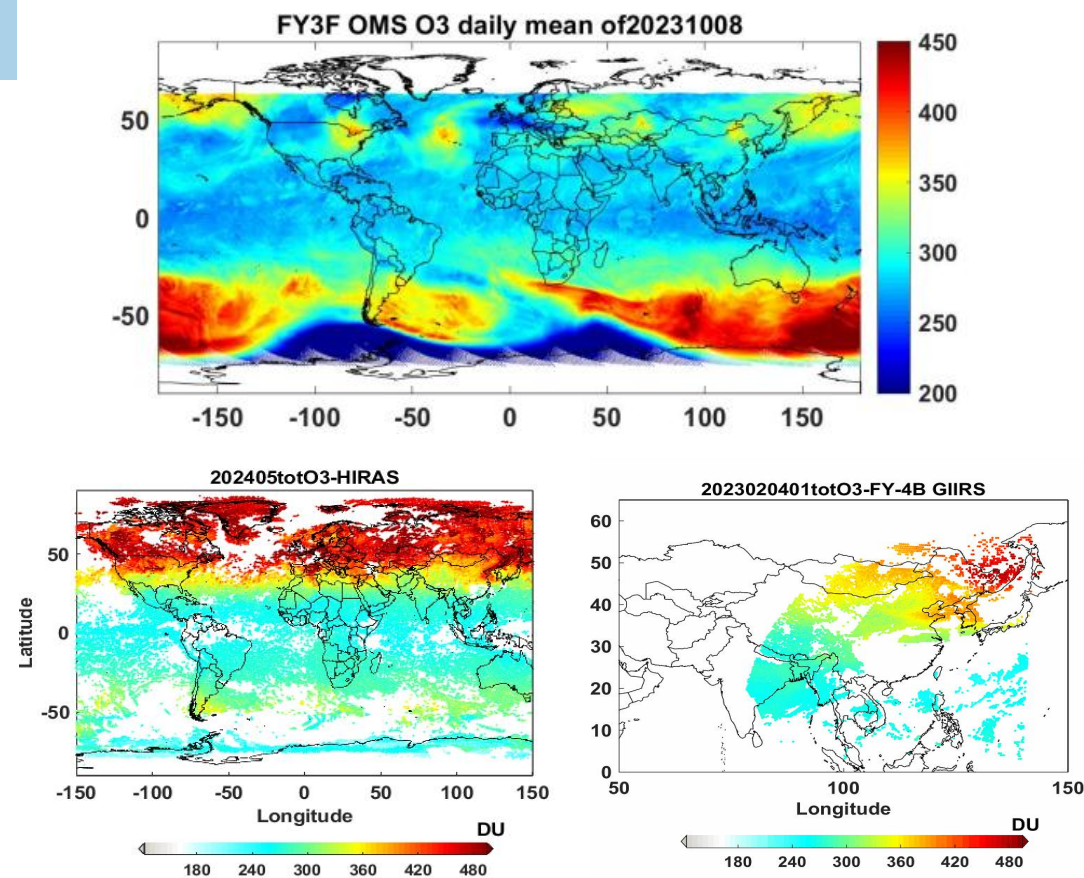 FY3F OMS O3 daily mean of20231008
50
0
-50
-150 -100 -50 0 50 100 150
450
400
350
300
250
200
202405totO3-HIRAS
Latitude
50
0
-50
-150 -100 -50 0 50 100 150
Longitude
DU
180 240 300 360 420 480
2023020401totO3-FY-4B GIIRS
60
50
40
30
20
10
0
50 100 150
Longitude
DU
180 240 300 360 420 480